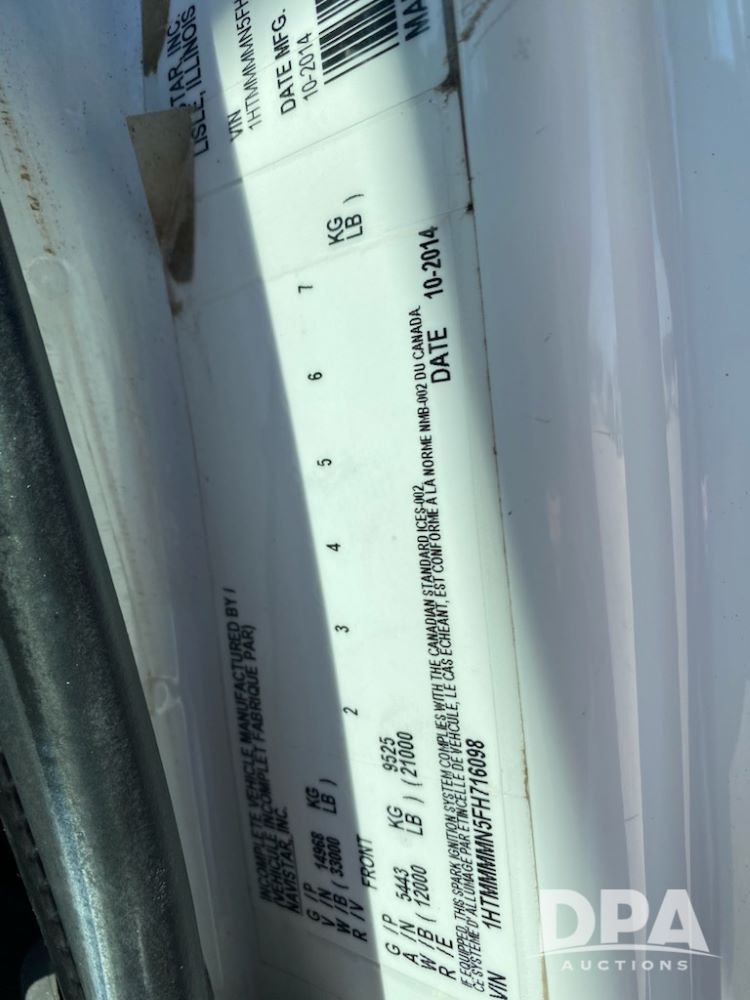 INCOMPLETE VEHICLE MANUFACTURED BY /
(VEHICULE INCOMPLET FABRIQUE PAR)
NAVISTAR, INC.
G / P 14968 KG
V / N
W / B ( 33000 LB )
R / V
FRONT 2 3 4 5 6 7
G / P 5443 KG 9525 KG
A / N
W / B ( 12000 LB ) ( 21000 LB )
R / E
IF EQUIPPED, THIS SPARK IGNITION SYSTEM COMPLIES WITH THE CANADIAN STANDARD ICES-002
CE SYSTEME D'ALLUMAGE PAR ETINCELLE DE VEHICULE, LE CAS ECHEANT, EST CONFORME A LA NORME NMB-002 DU CANADA
VIN 1HTMMMMN5FH716098 DATE 10-2014
LISLE, ILLINOIS
VIN
1HTMMMMN5FH
DATE MFG.
10-2014
MA
DPA
AUCTIONS